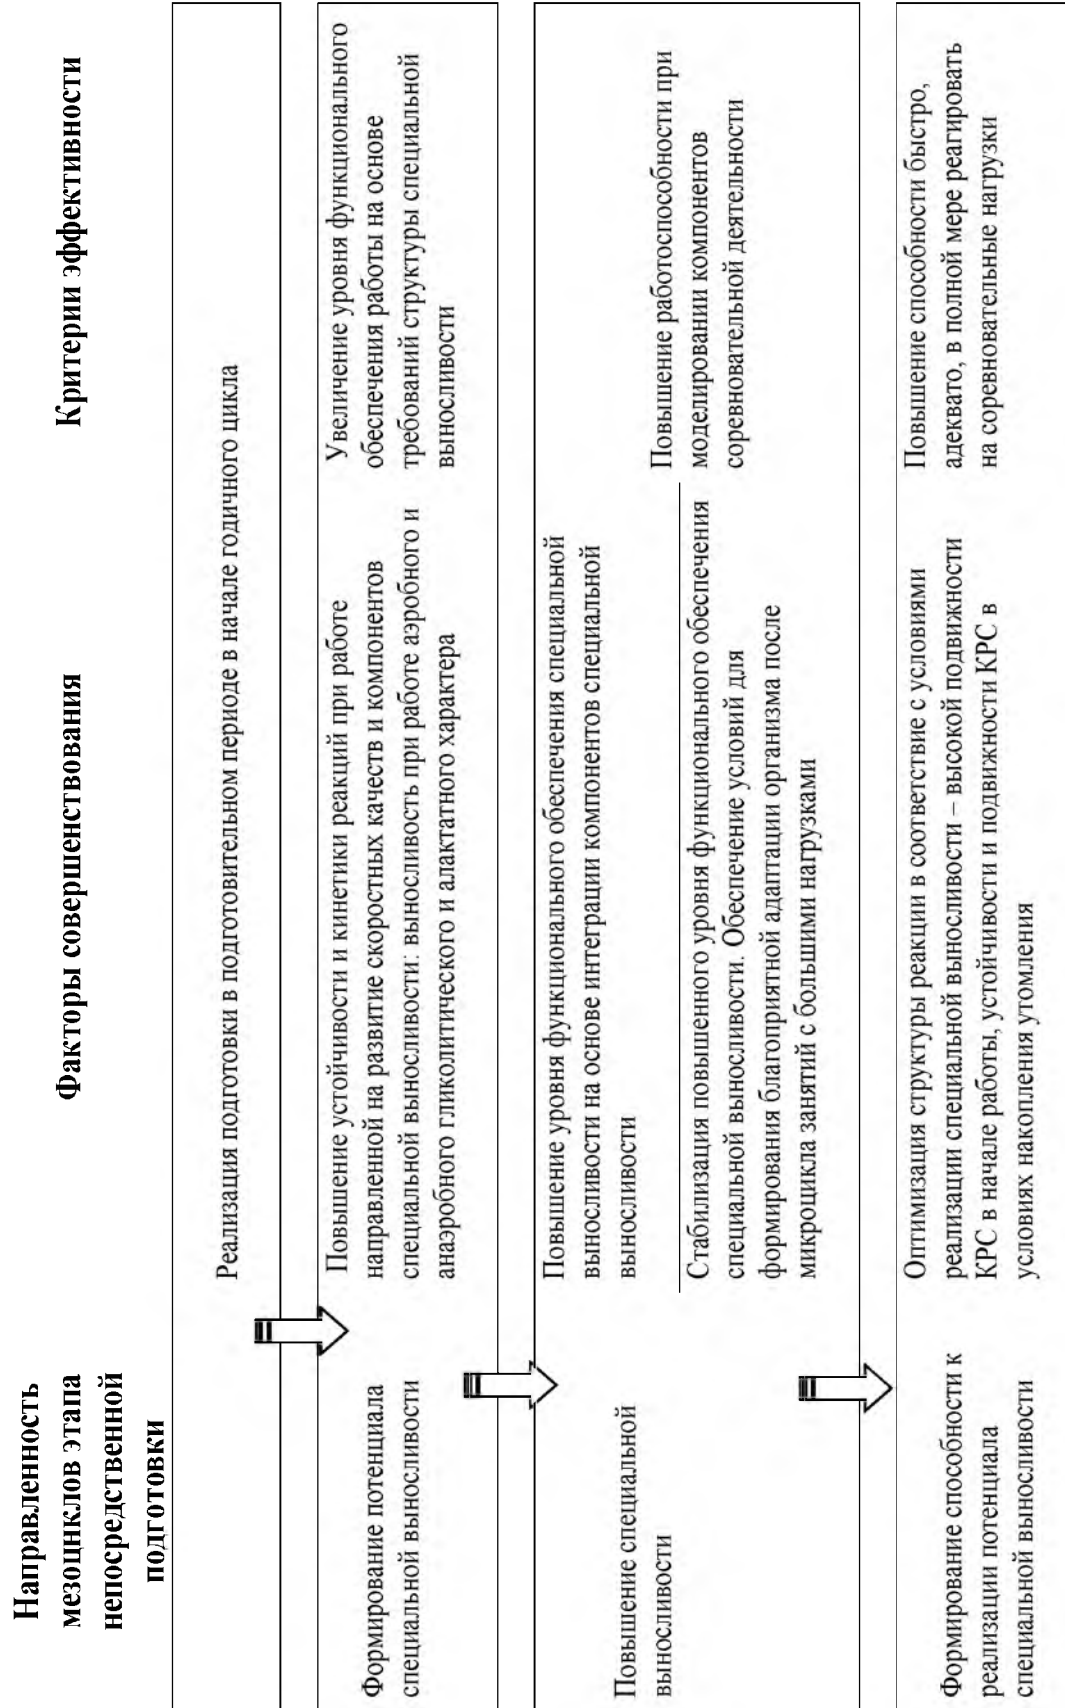 Направленность
мезоциклов этапа
непосредственной
подготовки
Факторы совершенствования
Критерии эффективности
Реализация подготовки в подготовительном периоде в начале годичного цикла
Формирование потенциала
специальной выносливости
Повышение устойчивости и кинетики реакций при работе
направленной на развитие скоростных качеств и компонентов
специальной выносливости: выносливость при работе аэробного и
анаэробного гликолитического и алактатного характера
Увеличение уровня функционального
обеспечения работы на основе
требований структуры специальной
выносливости
Повышение специальной
выносливости
Повышение уровня функционального обеспечения специальной
выносливости на основе интеграции компонентов специальной
выносливости
Стабилизация повышенного уровня функционального обеспечения
специальной выносливости. Обеспечение условий для
формирования благоприятной адаптации организма после
микроцикла занятий с большими нагрузками
Повышение работоспособности при
моделировании компонентов
соревновательной деятельности
Формирование способности к
реализации потенциала
специальной выносливости
Оптимизация структуры реакции в соответствие с условиями
реализации специальной выносливости – высокой подвижности
КРС в начале работы, устойчивости и подвижности КРС в
условиях накопления утомления
Повышение способности быстро,
адеквато, в полной мере реагировать
на соревновательные нагрузки